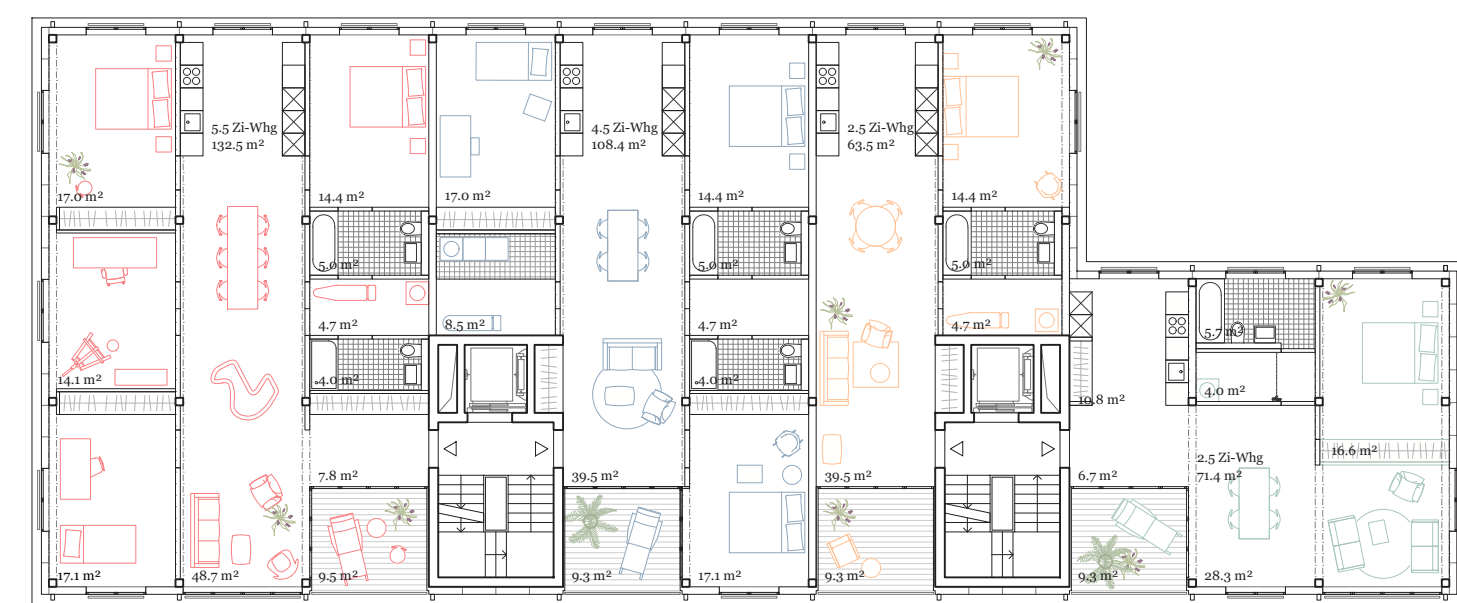 5.5 Zi-Whg
132.5 m²
4.5 Zi-Whg
108.4 m²
2.5 Zi-Whg
63.5 m²
17.0 m²
14.4 m²
17.0 m²
14.4 m²
14.4 m²
5.0 m²
5.0 m²
5.0 m²
4.7 m²
8.5 m²
4.7 m²
4.7 m²
5.7 m²
14.1 m²
4.0 m²
4.0 m²
10.8 m²
4.0 m²
7.8 m²
39.5 m²
39.5 m²
6.7 m²
2.5 Zi-Whg
71.4 m²
16.6 m²
17.1 m²
48.7 m²
9.5 m²
9.3 m²
17.1 m²
9.3 m²
9.3 m²
28.3 m²